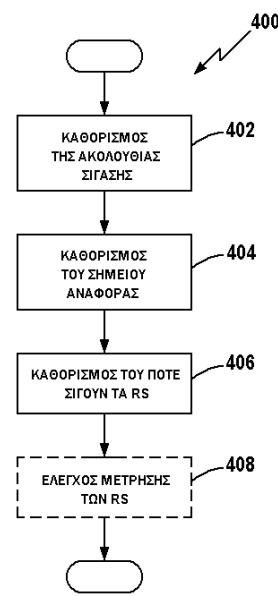 400
ΚΑΘΟΡΙΣΜΟΣ
ΤΗΣ ΑΚΟΛΟΥΘΙΑΣ
ΣΙΓΑΣΗΣ
402
ΚΑΘΟΡΙΣΜΟΣ
ΤΟΥ ΣΗΜΕΙΟΥ
ΑΝΑΦΟΡΑΣ
404
ΚΑΘΟΡΙΣΜΟΣ ΤΟΥ ΠΟΤΕ
ΣΙΓΟΥΝ ΤΑ RS
406
ΕΛΕΓΧΟΣ ΜΕΤΡΗΣΗΣ
ΤΩΝ RS
408